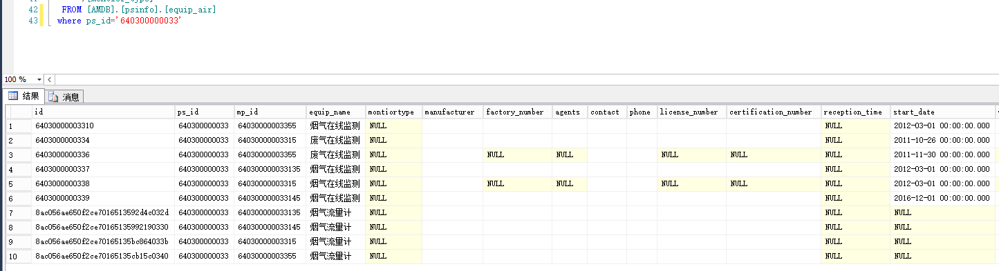 42 FROM [AMDB].[psinfo].[equip_air]
43 where ps_id='640300000033'
100 %
结果 消息
id ps_id mp_id equip_name montiortype manufacturer factory_number agents contact phone license_number certification_number reception_time start_date
1 64030000003310 640300000033 64030000003355 烟气在线监测 NULL NULL 2012-03-01 00:00:00.000
2 6403000000334 640300000033 64030000003315 废气在线监测 NULL NULL 2011-10-26 00:00:00.000
3 6403000000336 640300000033 64030000003355 废气在线监测 NULL NULL NULL NULL NULL NULL 2011-11-30 00:00:00.000
4 6403000000337 640300000033 640300000033135 烟气在线监测 NULL NULL 2012-03-01 00:00:00.000
5 6403000000338 640300000033 64030000003315 烟气在线监测 NULL NULL NULL NULL NULL NULL 2012-03-01 00:00:00.000
6 6403000000339 640300000033 640300000033145 烟气在线监测 NULL NULL 2016-12-01 00:00:00.000
7 8ac056ae650f2ce7016513592d4c032d 640300000033 640300000033135 烟气流量计 NULL NULL NULL
8 8ac056ae650f2ce70165135992190330 640300000033 640300000033145 烟气流量计 NULL NULL NULL
9 8ac056ae650f2ce70165135bc864033b 640300000033 64030000003315 烟气流量计 NULL NULL NULL
10 8ac056ae650f2ce70165135cb15c0340 640300000033 64030000003355 烟气流量计 NULL NULL NULL